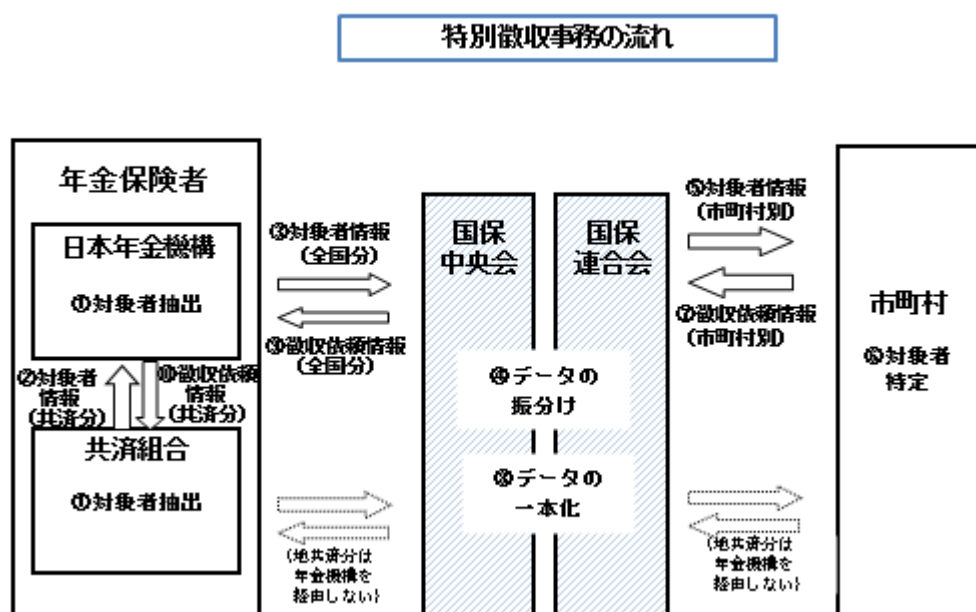 特別徴収事務の流れ
年金保険者
日本年金機構
①対象者抽出
②対象者
情報
(共済分)
⑩徴収依頼
情報
(共済分)
共済組合
①対象者抽出
③対象者情報
(全国分)
⑨徴収依頼情報
(全国分)
(地共済分は
年金機構を
経由しない)
国保
中央会
国保
連合会
④データの
振分け
⑧データの
一本化
⑤対象者情報
(市町村別)
⑦徴収依頼情報
(市町村別)
(地共済分は
年金機構を
経由しない)
市町村
⑥対象者
特定